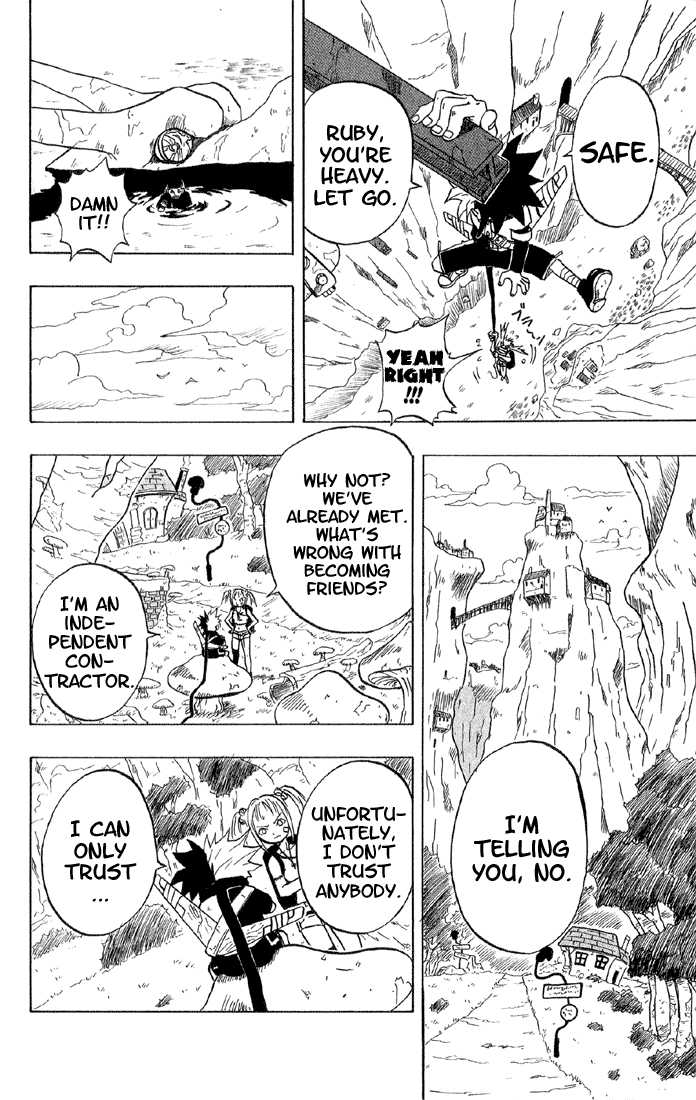 SAFE.
RUBY,
YOU'RE
HEAVY.
LET GO.
YEAH
RIGHT
!!!
DAMN
IT!!
I'M
TELLING
YOU, NO.
WHY NOT?
WE'VE
ALREADY MET.
WHAT'S
WRONG WITH
BECOMING
FRIENDS?
I'M AN
INDE-
PENDENT
CON-
TRACTOR.
UNFORTU-
NATELY,
I DON'T
TRUST
ANYBODY.
I CAN
ONLY
TRUST
...